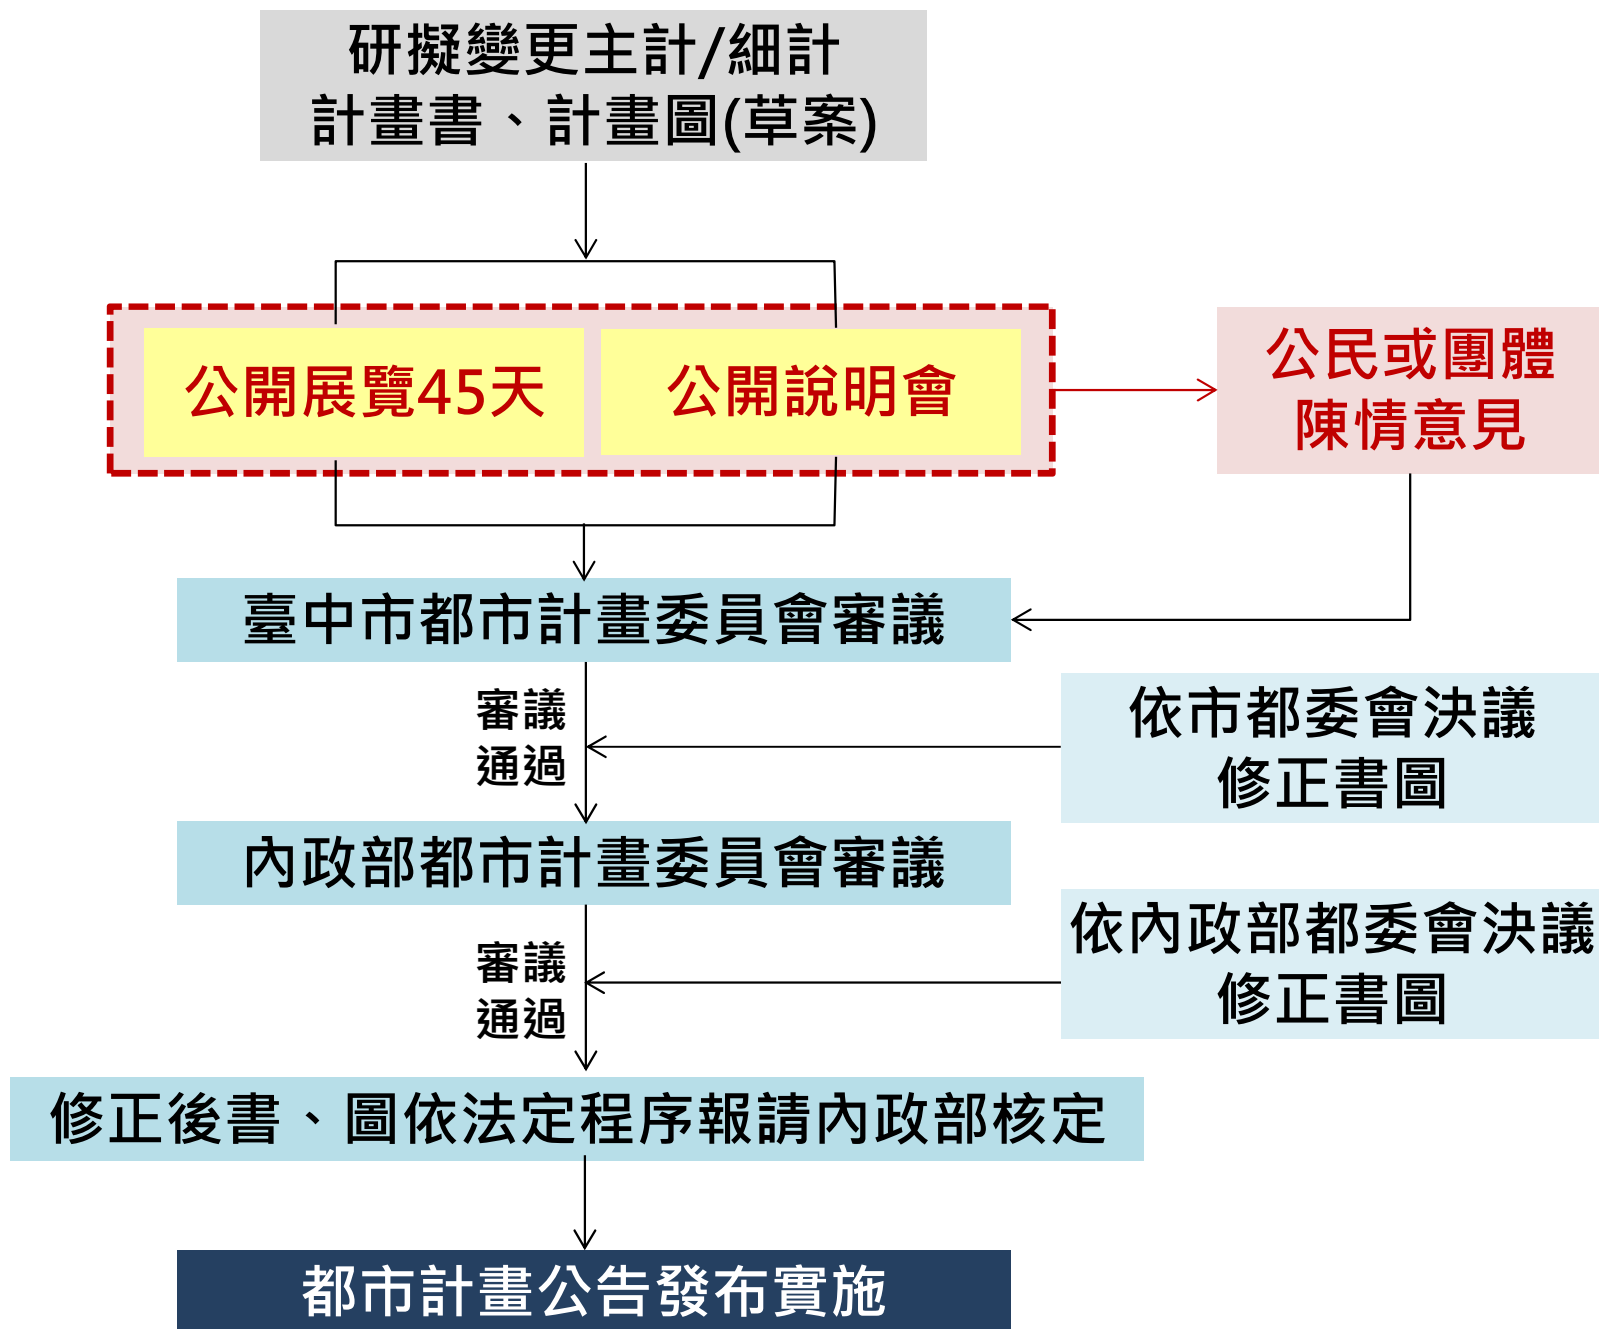 研擬變更主計/細計
計畫書、計畫圖(草案)
公開展覽45天
公開說明會
公民或團體
陳情意見
臺中市都市計畫委員會審議
審議
通過
依市都委會決議
修正書圖
內政部都市計畫委員會審議
審議
通過
依內政部都委會決議
修正書圖
修正後書、圖依法定程序報請內政部核定
都市計畫公告發布實施